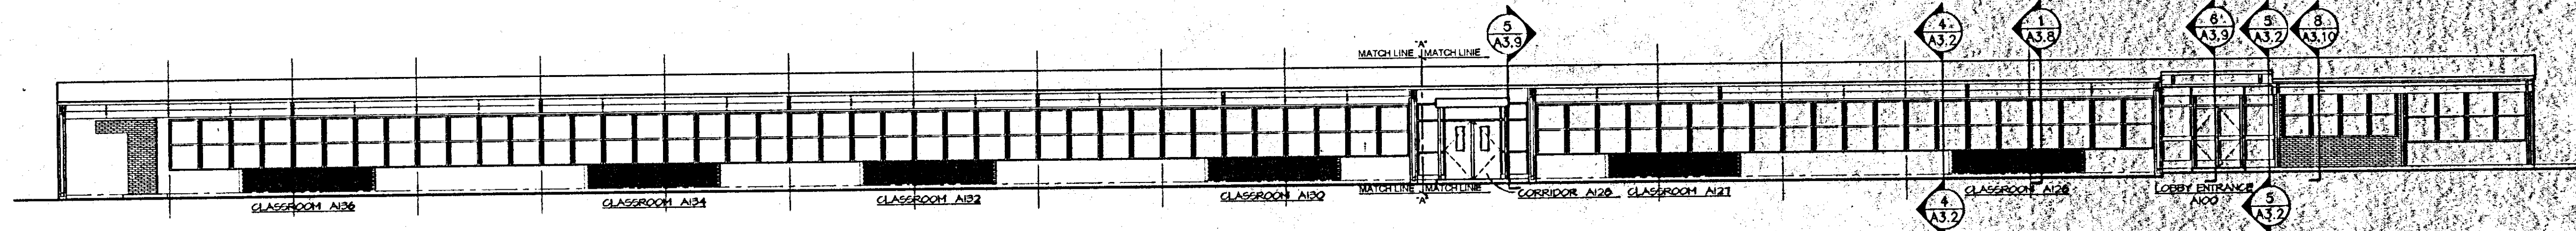 5
A3.9
4
A3.2
1
A3.8
6
A3.9
5
A3.2
8
A3.10
"A"
MATCH LINE MATCH LINIE
MATCH LINE MATCH LINIE
"A"
CLASSROOM A136
CLASSROOM A134
CLASSROOM A132
CLASSROOM A130
CORRIDOR A128
CLASSROOM A127
CLASSROOM A126
LOBBY ENTRANCE
A100
4
A3.2
5
A3.2